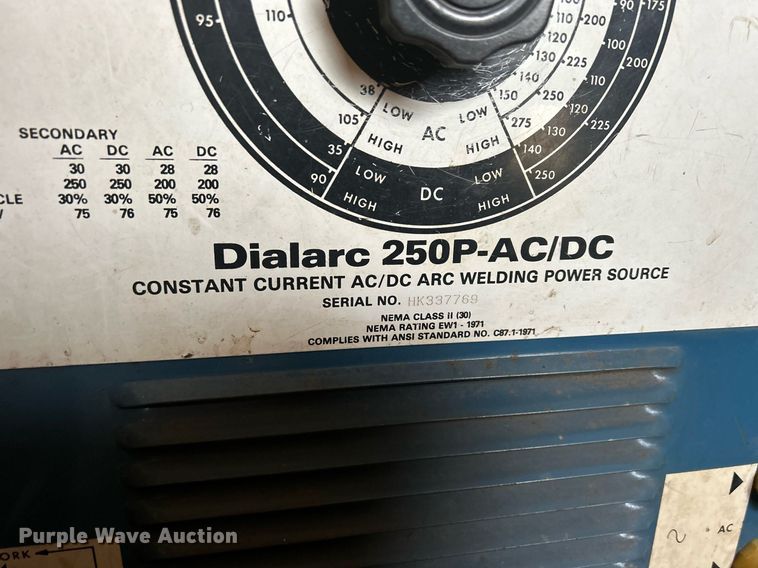 95
110
90
175
100
110
120
200
100
120
130
225
110
200
140
38
LOW
AC
LOW
150
250
120
225
105
HIGH
HIGH
275
130
35
LOW
DC
LOW
140
90
HIGH
HIGH
250
SECONDARY
AC DC AC DC
30 30 28 28
250 250 200 200
CLE 30% 30% 50% 50%
75 76 75 76
Dialarc 250P-AC/DC
CONSTANT CURRENT AC/DC ARC WELDING POWER SOURCE
SERIAL NO. HK337769
NEMA CLASS II (30)
NEMA RATING EW1 - 1971
COMPLIES WITH ANSI STANDARD NO. C87.1-1971
~ • AC
Purple Wave Auction
ORK